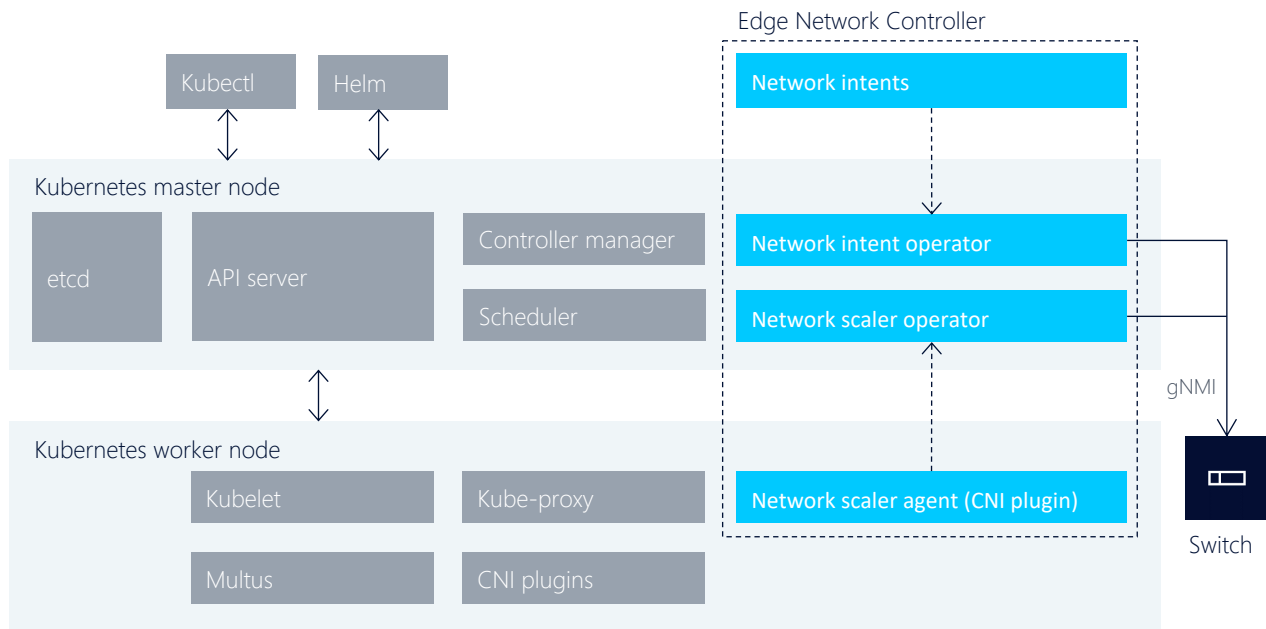 Edge Network Controller
Kubectl
Helm
Network intents
Kubernetes master node
etcd
API server
Controller manager
Network intent operator
Scheduler
Network scaler operator
gNMI
Kubernetes worker node
Kubelet
Kube-proxy
Network scaler agent (CNI plugin)
Switch
Multus
CNI plugins